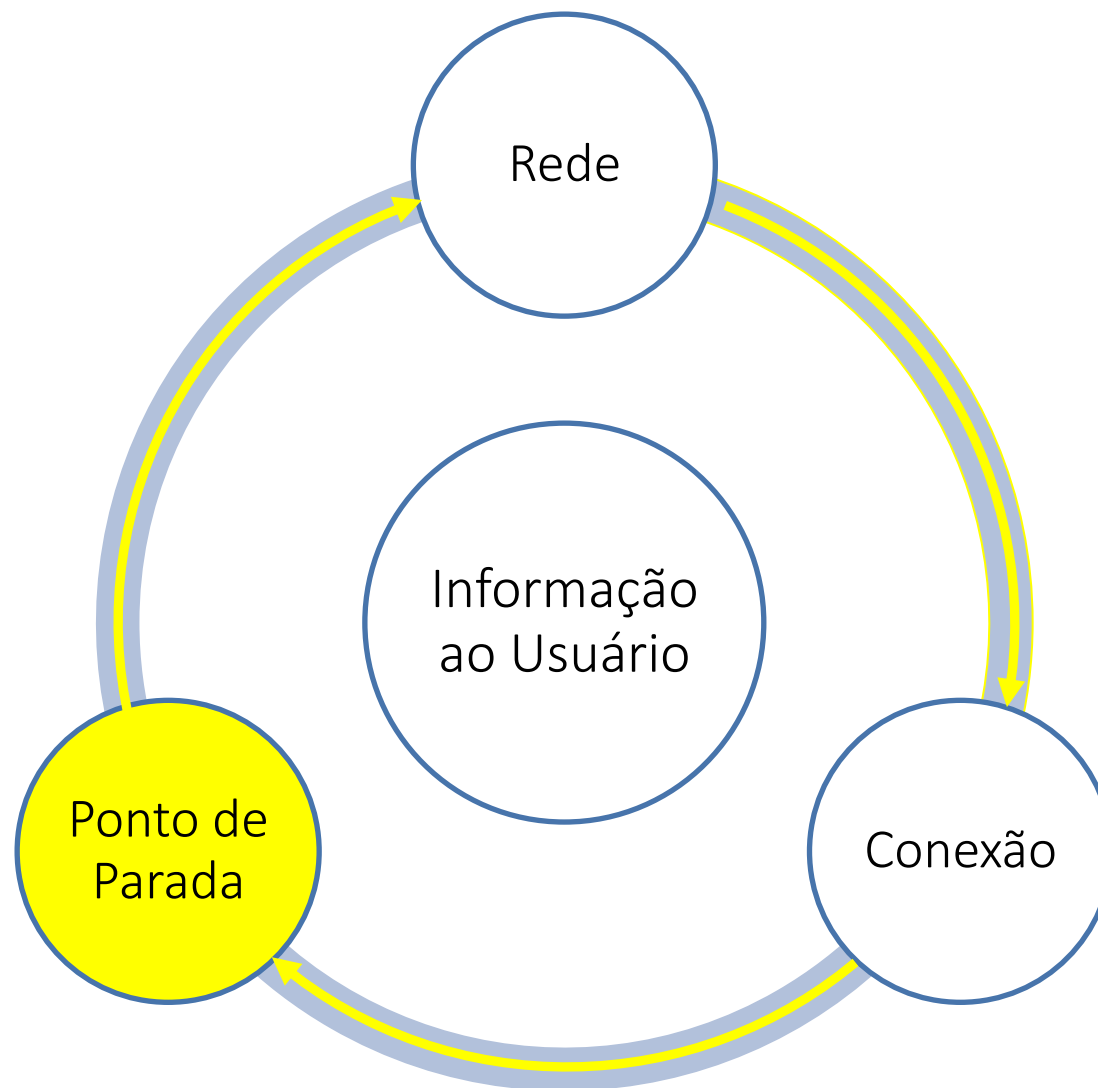 Rede
Informação
ao Usuário
Ponto de
Parada
Conexão